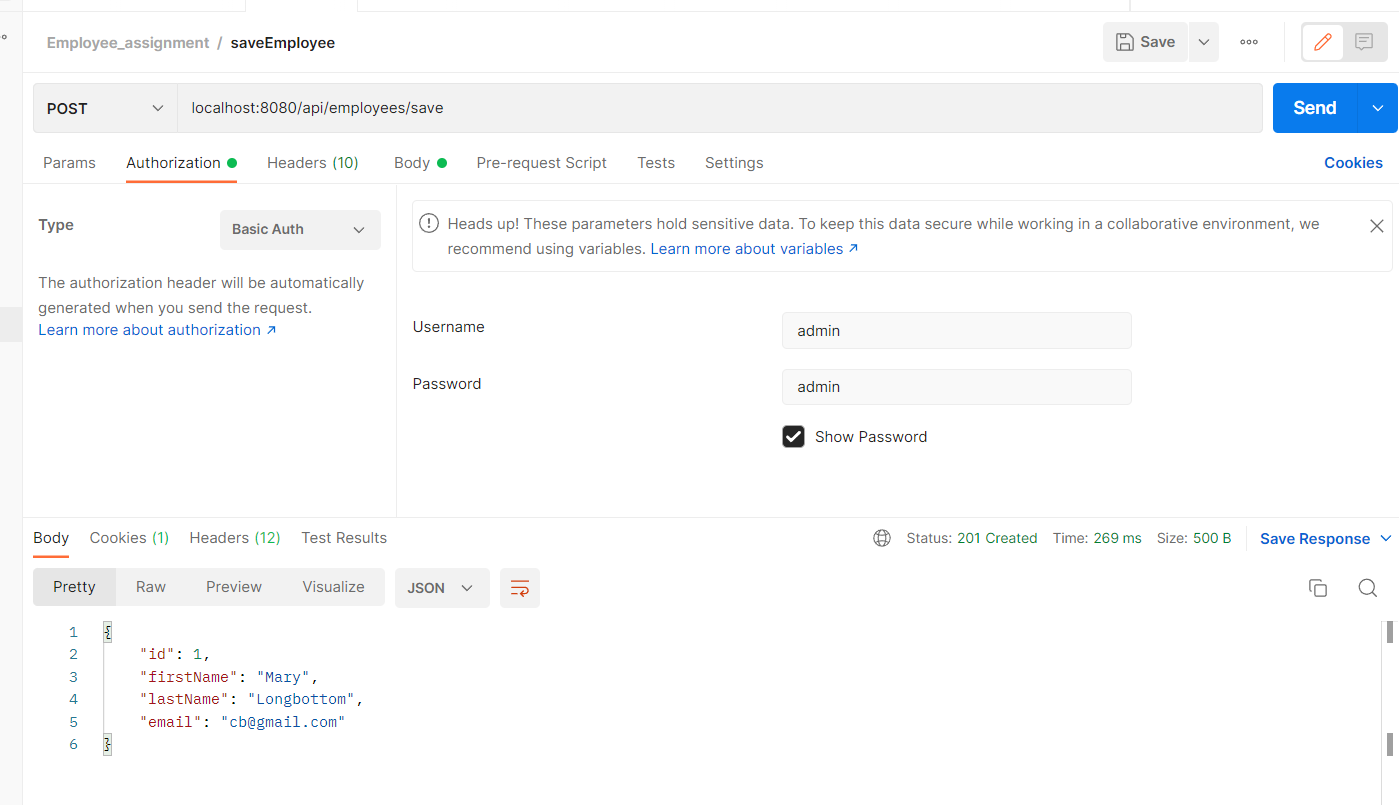 Employee_assignment / saveEmployee
Save
POST
localhost:8080/api/employees/save
Send
Params
Authorization
Headers (10)
Body
Pre-request Script
Tests
Settings
Cookies
Type
Basic Auth
The authorization header will be automatically
generated when you send the request.
Learn more about authorization ↗
Heads up! These parameters hold sensitive data. To keep this data secure while working in a collaborative environment, we
recommend using variables. Learn more about variables ↗
Username
admin
Password
admin
Show Password
Body
Cookies (1)
Headers (12)
Test Results
Status: 201 Created
Time: 269 ms
Size: 500 B
Save Response
Pretty
Raw
Preview
Visualize
JSON
1 {
2 "id": 1,
3 "firstName": "Mary",
4 "lastName": "Longbottom",
5 "email": "cb@gmail.com"
6 }